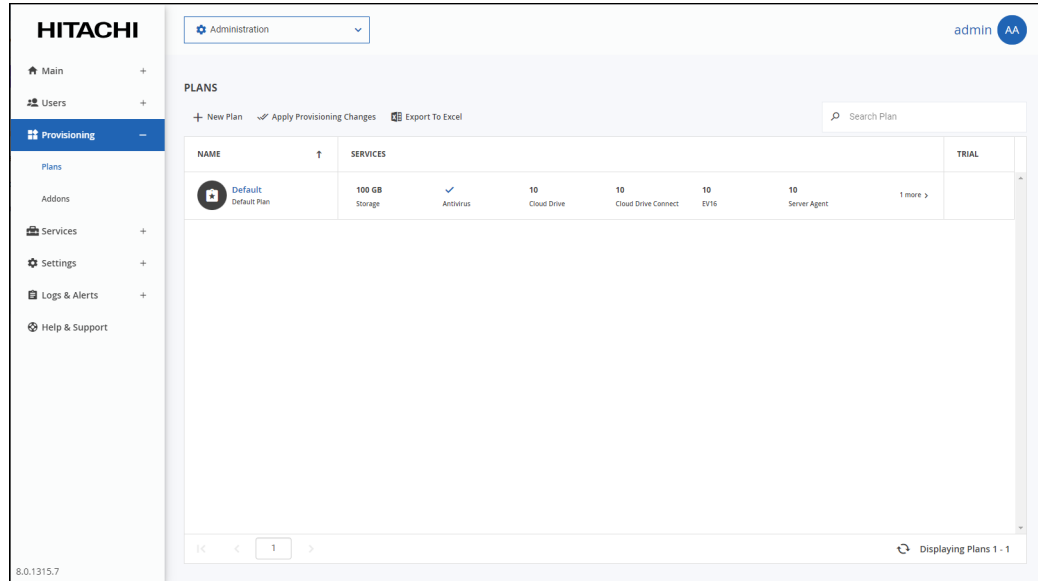 HITACHI
Administration
admin AA
Main
Users
Provisioning
Plans
Addons
Services
Settings
Logs & Alerts
Help & Support
8.0.1315.7
PLANS
New Plan Apply Provisioning Changes Export To Excel
Search Plan
NAME SERVICES TRIAL
Default
Default Plan
100 GB 10 10 10 10
Storage Antivirus Cloud Drive Cloud Drive Connect EV16 Server Agent
1 more >
1
Displaying Plans 1 - 1